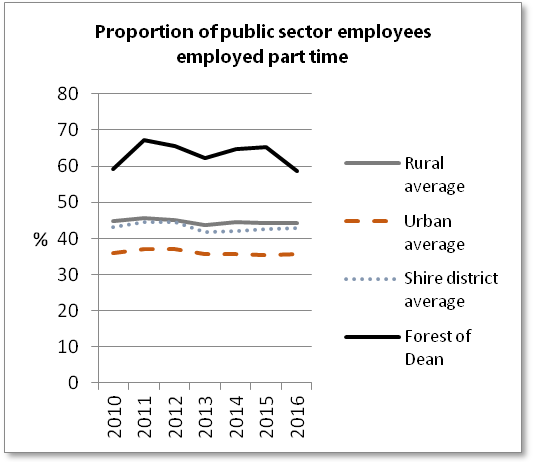 Proportion of public sector employees
employed part time
80
70
60
50
40
30
20
10
0
%
2010
2011
2012
2013
2014
2015
2016
Rural
average
Urban
average
Shire district
average
Forest of
Dean